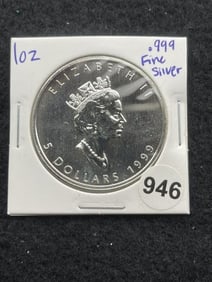 1oz
.999
Fine
Silver
ELIZABETH II
5 DOLLARS 1999
946